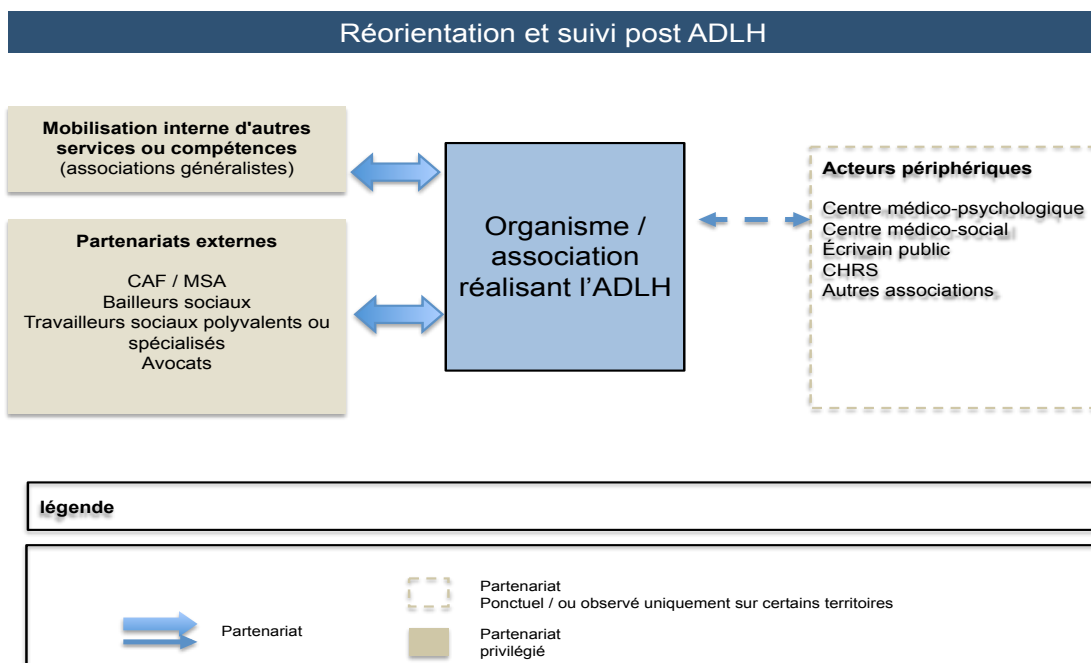 Réorientation et suivi post ADLH
Mobilisation interne d'autres
services ou compétences
(associations généralistes)
Partenariats externes
CAF / MSA
Bailleurs sociaux
Travailleurs sociaux polyvalents ou
spécialisés
Avocats
Organisme /
association
réalisant l’ADLH
Acteurs périphériques
Centre médico-psychologique
Centre médico-social
Écrivain public
CHRS
Autres associations
légende
Partenariat
Partenariat
Ponctuel / ou observé uniquement sur certains territoires
Partenariat
privilégié